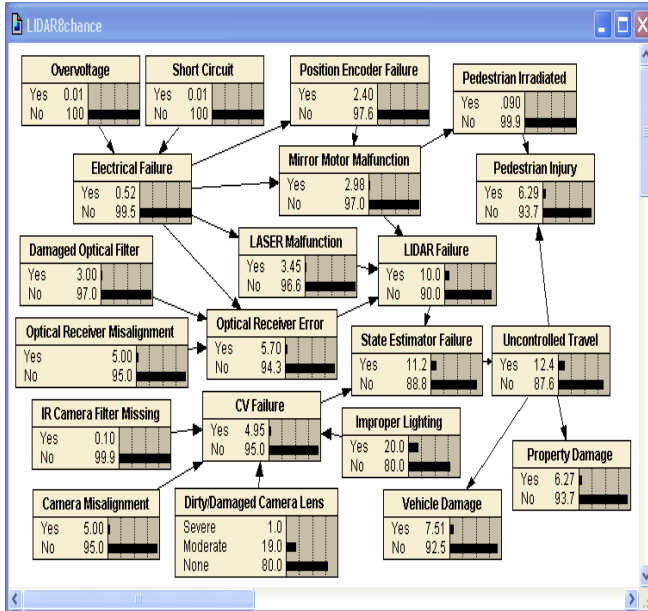 LIDAR8chance
Overvoltage
Yes 0.01
No 100
Short Circuit
Yes 0.01
No 100
Position Encoder Failure
Yes 2.40
No 97.6
Pedestrian Irradiated
Yes .090
No 99.9
Electrical Failure
Yes 0.52
No 99.5
Mirror Motor Malfunction
Yes 2.98
No 97.0
Pedestrian Injury
Yes 6.29
No 93.7
Damaged Optical Filter
Yes 3.00
No 97.0
LASER Malfunction
Yes 3.45
No 96.6
LIDAR Failure
Yes 10.0
No 90.0
Optical Receiver Misalignment
Yes 5.00
No 95.0
Optical Receiver Error
Yes 5.70
No 94.3
State Estimator Failure
Yes 11.2
No 88.8
Uncontrolled Travel
Yes 12.4
No 87.6
IR Camera Filter Missing
Yes 0.10
No 99.9
CV Failure
Yes 4.95
No 95.0
Improper Lighting
Yes 20.0
No 80.0
Property Damage
Yes 6.27
No 93.7
Camera Misalignment
Yes 5.00
No 95.0
Dirty/Damaged Camera Lens
Severe 1.0
Moderate 19.0
None 80.0
Vehicle Damage
Yes 7.51
No 92.5